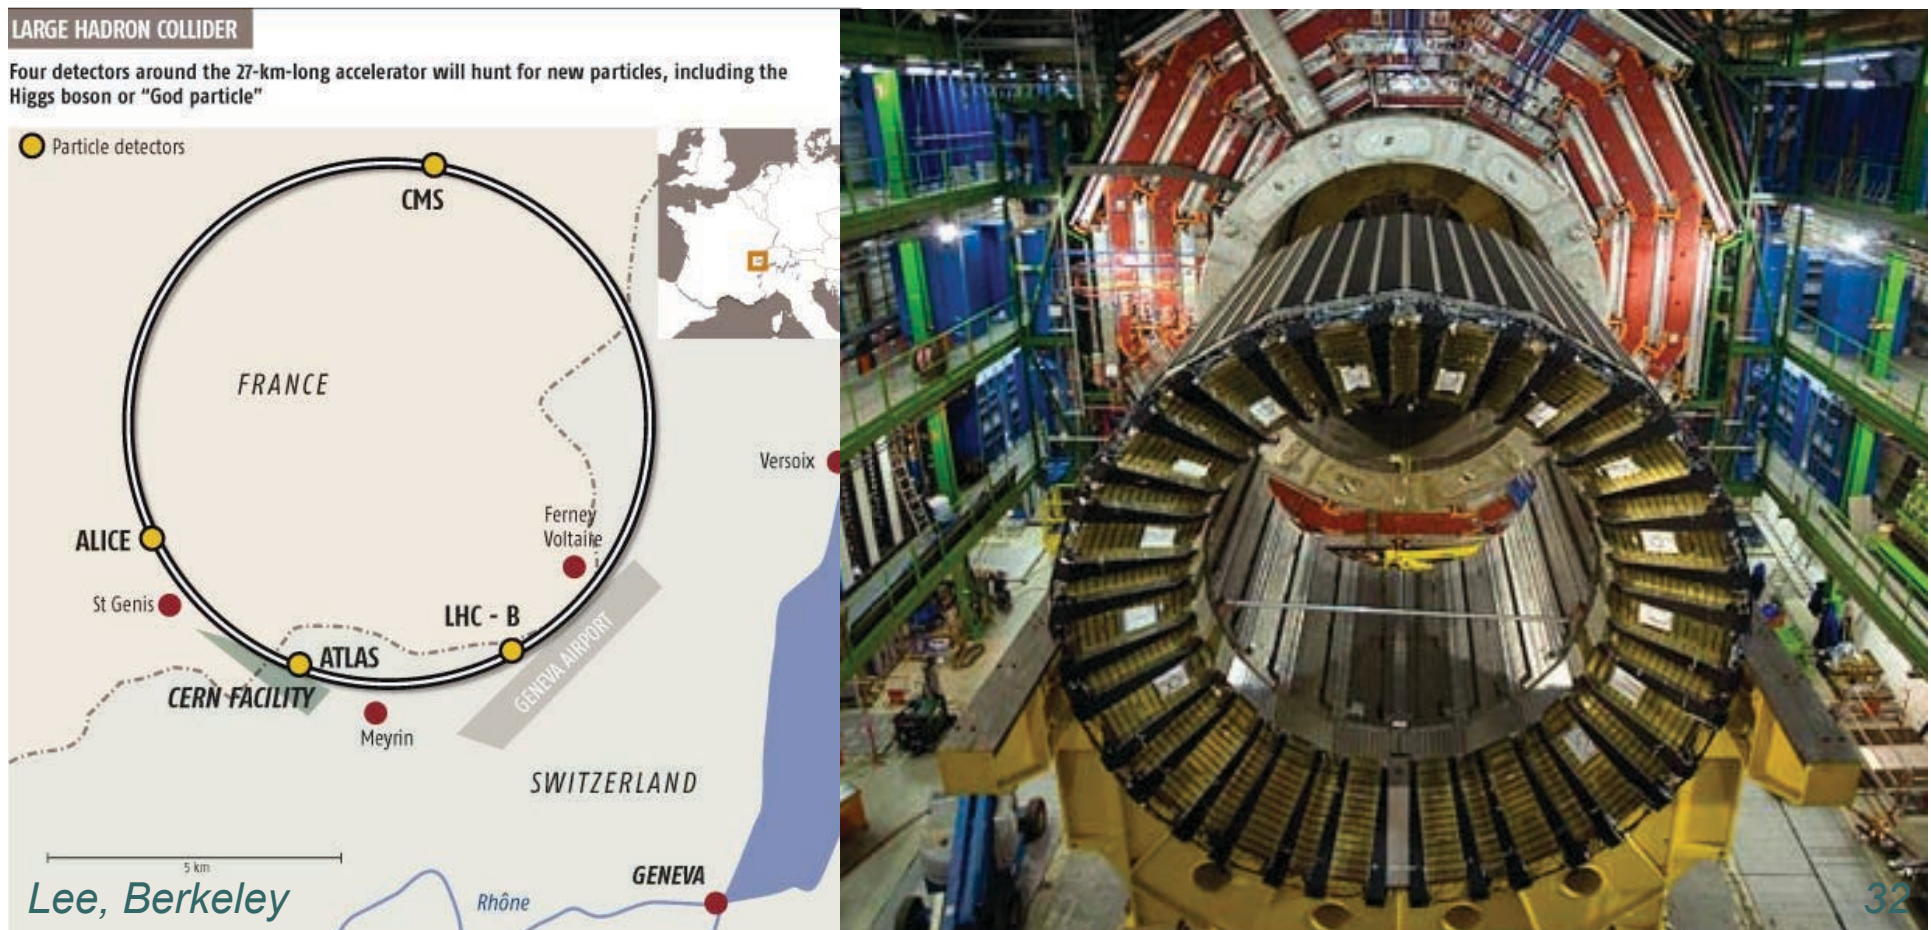 LARGE HADRON COLLIDER
Four detectors around the 27-km-long accelerator will hunt for new particles, including the
Higgs boson or “God particle”
Particle detectors
CMS
FRANCE
Versoix
Ferney
Voltaire
ALICE
St Genis
LHC - B
ATLAS
GENEVA AIRPORT
CERN FACILITY
Meyrin
SWITZERLAND
5 km
GENEVA
Rhône
Lee, Berkeley
32